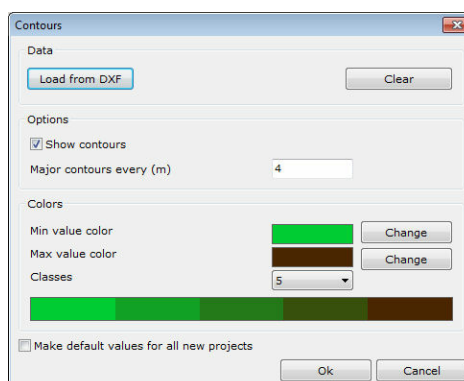 Contours
Data
Load from DXF Clear
Options
Show contours
Major contours every (m) 4
Colors
Min value color Change
Max value color Change
Classes 5
Make default values for all new projects
Ok Cancel